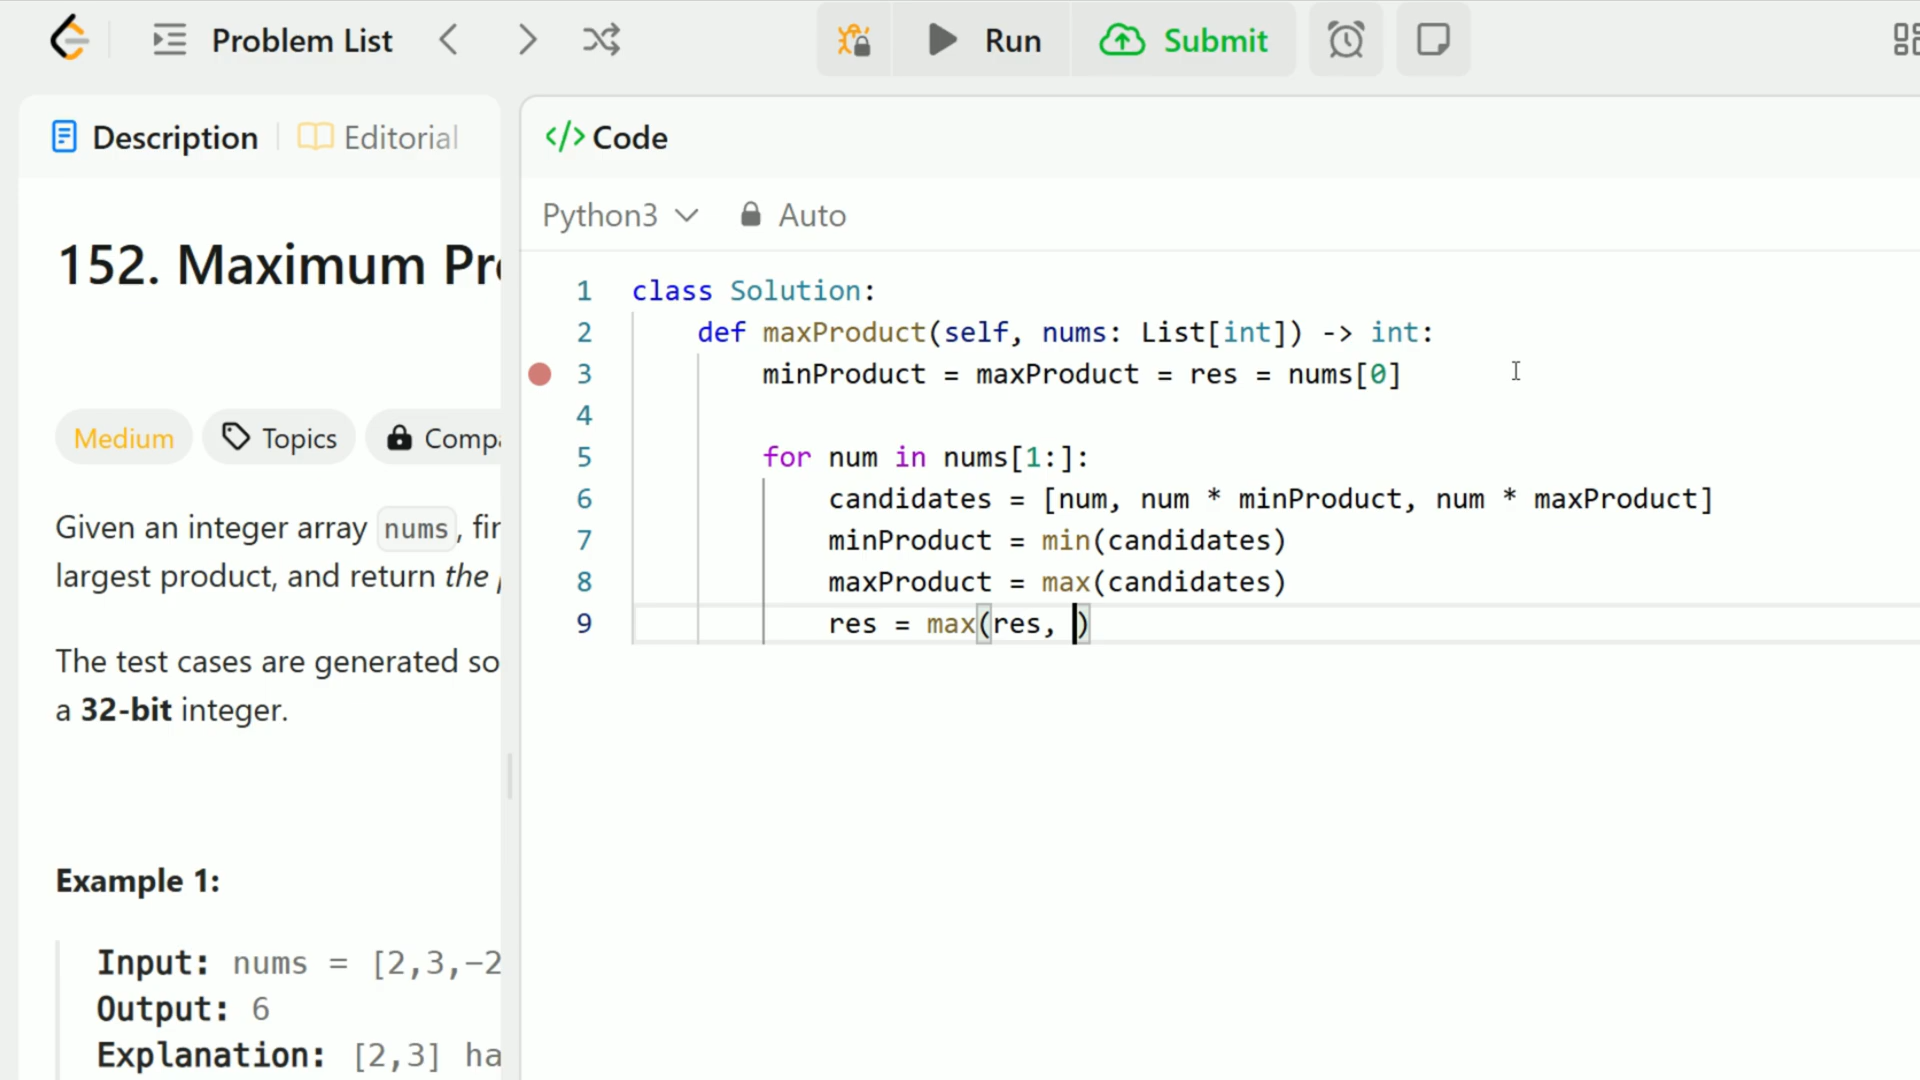 Problem List
Run
Submit
Description
Editorial
</> Code
Python3
Auto
152. Maximum Pr
Medium
Topics
Comp
Given an integer array nums, fin
largest product, and return the p
The test cases are generated so
a 32-bit integer.
Example 1:
Input: nums = [2,3,-2
Output: 6
Explanation: [2,3] ha
1 class Solution:
2 def maxProduct(self, nums: List[int]) -> int:
3 minProduct = maxProduct = res = nums[0]
4
5 for num in nums[1:]:
6 candidates = [num, num * minProduct, num * maxProduct]
7 minProduct = min(candidates)
8 maxProduct = max(candidates)
9 res = max(res, )